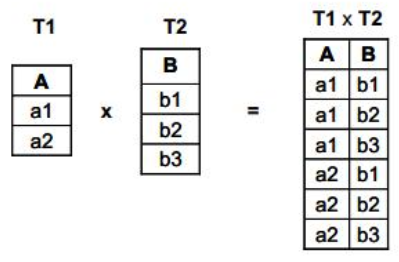 T1 T2 T1 x T2
A B A B
a1 x b1 = a1 b1
a2 b2 a1 b2
b3 a1 b3
a2 b1
a2 b2
a2 b3